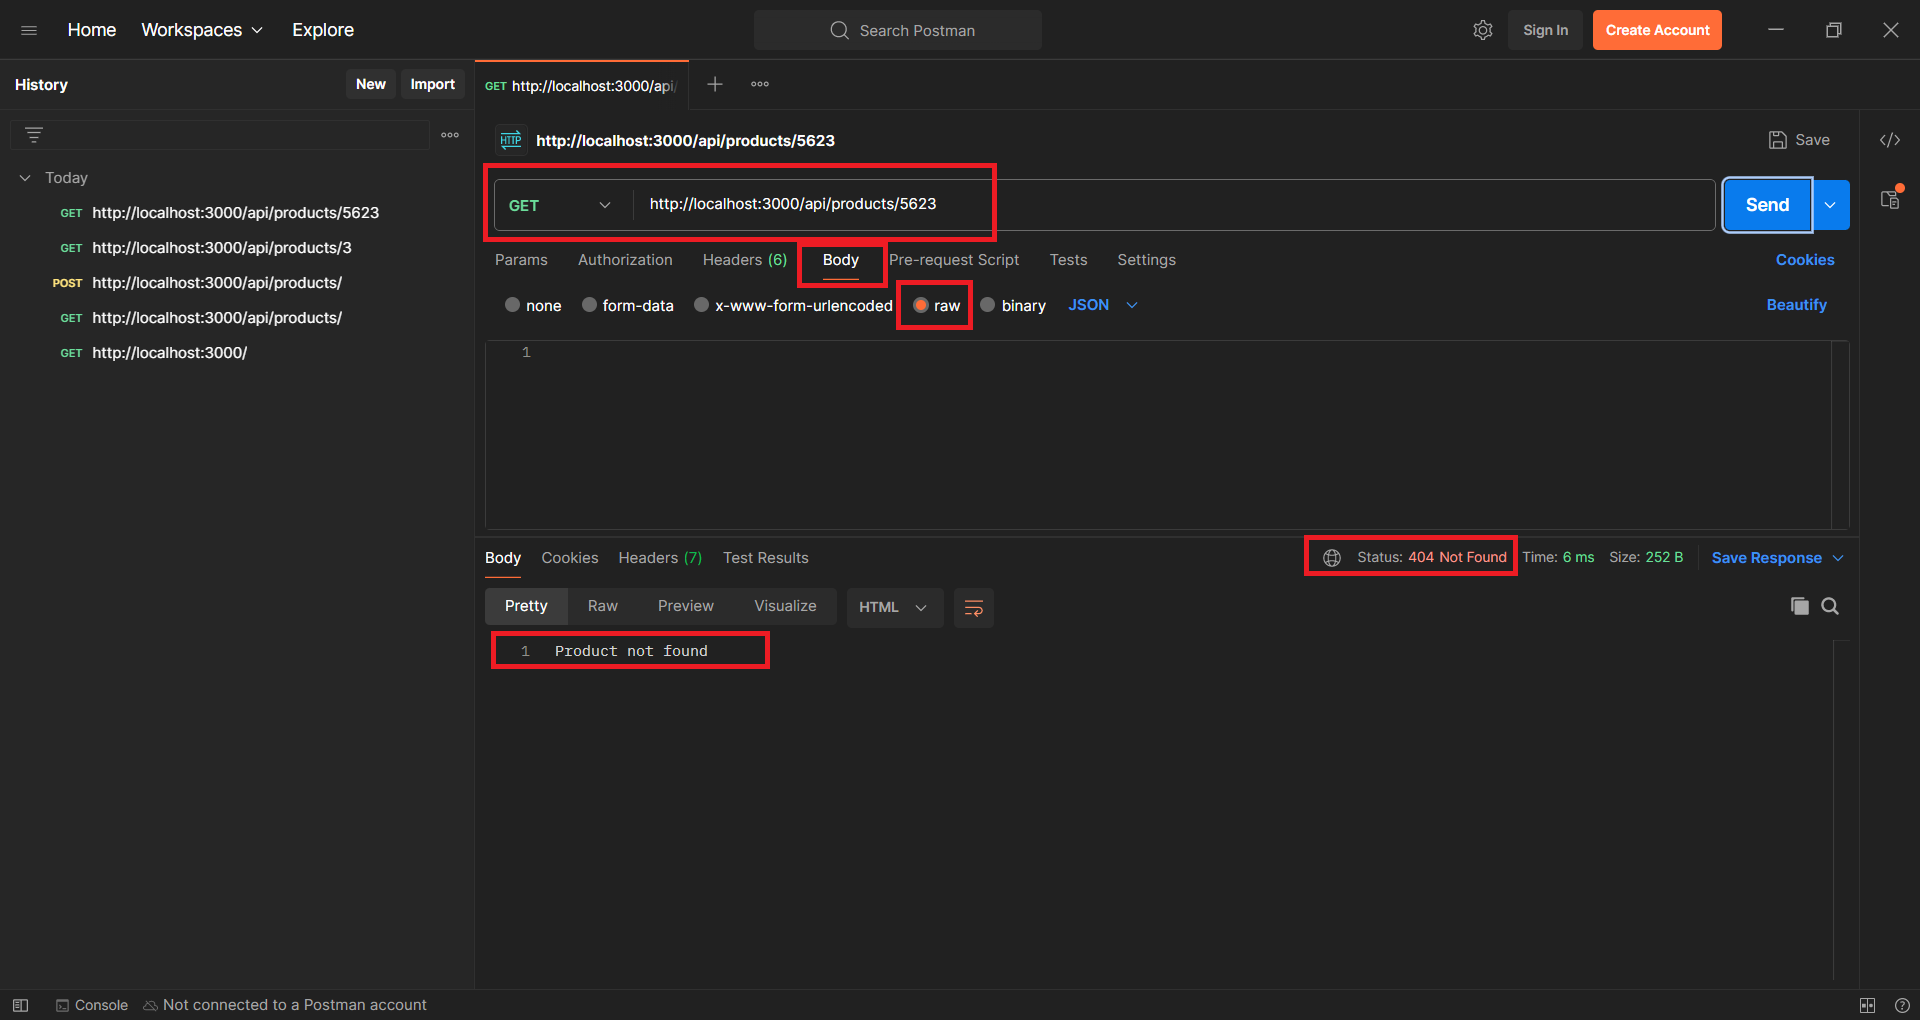 Home Workspaces Explore Search Postman Sign In Create Account
History New Import GET http://localhost:3000/api/
http://localhost:3000/api/products/5623 Save
Today
GET http://localhost:3000/api/products/5623
GET http://localhost:3000/api/products/3
POST http://localhost:3000/api/products/
GET http://localhost:3000/api/products/
GET http://localhost:3000/
GET http://localhost:3000/api/products/5623 Send
Params Authorization Headers (6) Body Pre-request Script Tests Settings Cookies
none form-data x-www-form-urlencoded raw binary JSON Beautify
1
Body Cookies Headers (7) Test Results Status: 404 Not Found Time: 6 ms Size: 252 B Save Response
Pretty Raw Preview Visualize HTML
1 Product not found
Console Not connected to a Postman account